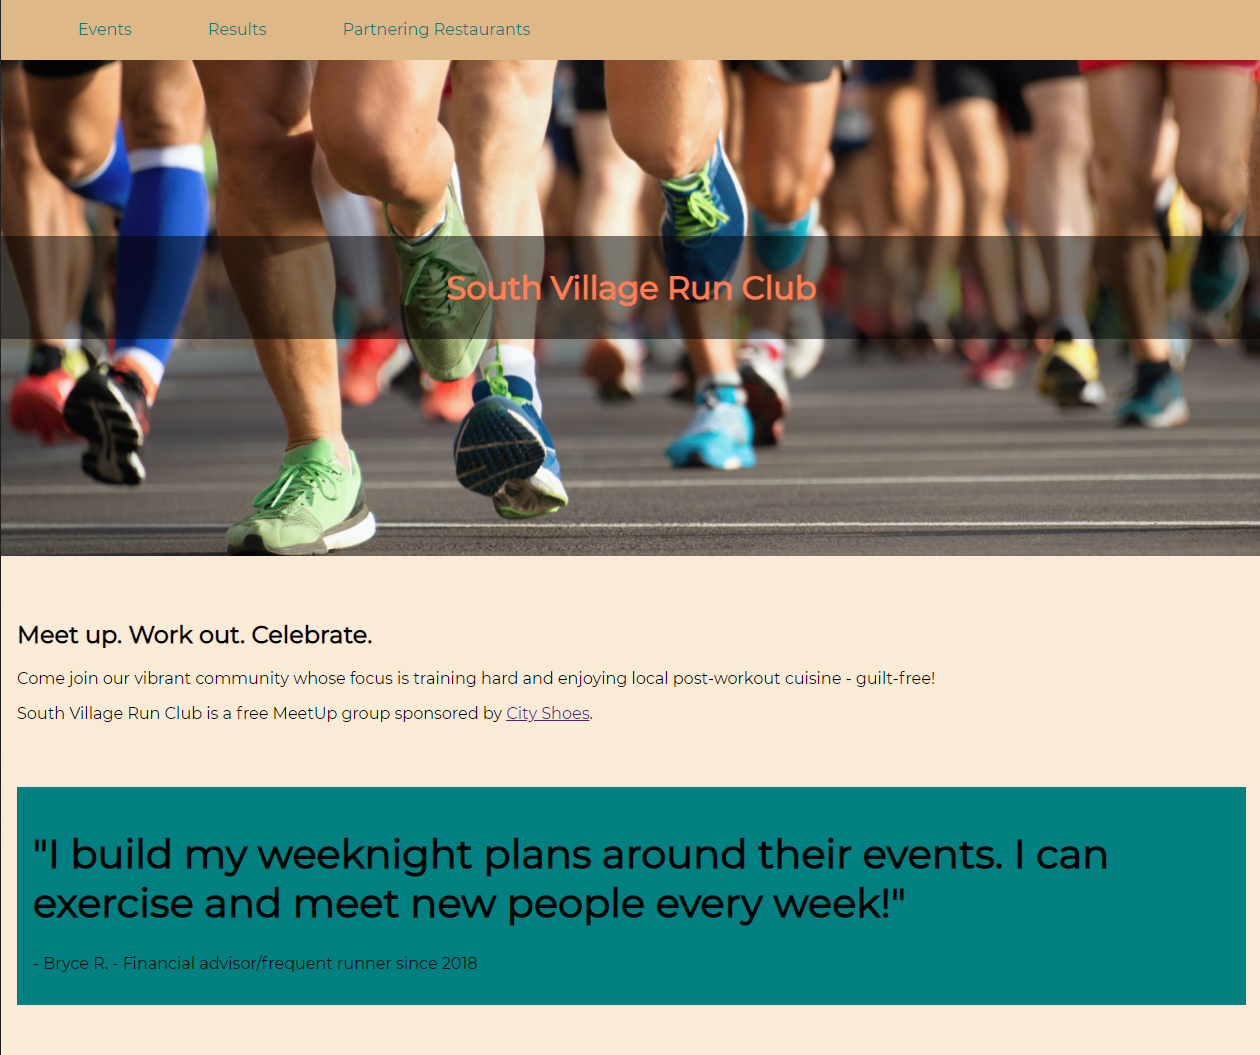 Events Results Partnering Restaurants
South Village Run Club
Meet up. Work out. Celebrate.
Come join our vibrant community whose focus is training hard and enjoying local post-workout cuisine - guilt-free!
South Village Run Club is a free MeetUp group sponsored by City Shoes.
"I build my weeknight plans around their events. I can
exercise and meet new people every week!"
- Bryce R. - Financial advisor/frequent runner since 2018